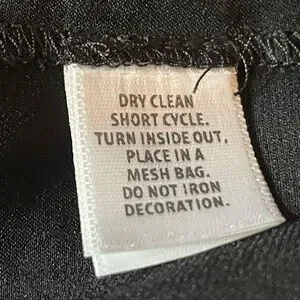 DRY CLEAN
SHORT CYCLE.
TURN INSIDE OUT,
PLACE IN A
MESH BAG.
DO NOT IRON
DECORATION.